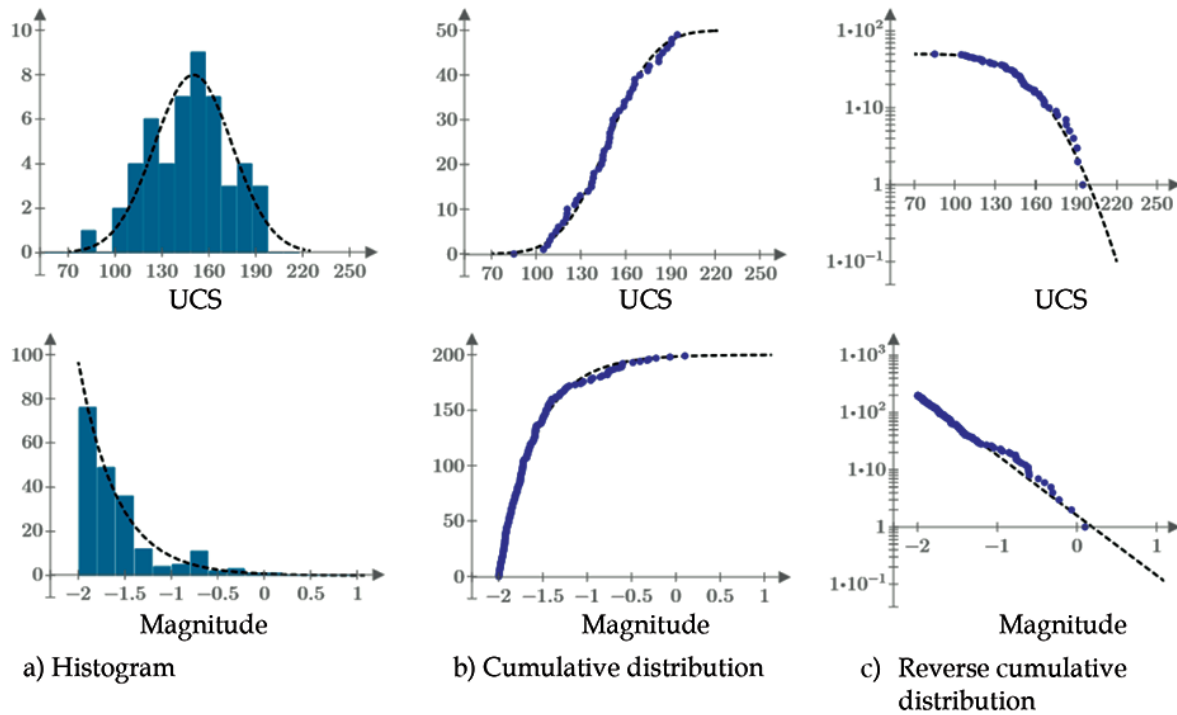 10
8
6
4
2
0
70 100 130 160 190 220 250
UCS
50
40
30
20
10
0
70 100 130 160 190 220 250
UCS
1•10²
1•10
1
70 100 130 160 190 220 250
1•10⁻¹
UCS
100
80
60
40
20
0
−2 −1.5 −1 −0.5 0 0.5 1
Magnitude
200
150
100
50
0
−2 −1.5 −1 −0.5 0 0.5 1
Magnitude
1•10³
1•10²
1•10
1
−2 −1 0 1
1•10⁻¹
Magnitude
a) Histogram
b) Cumulative distribution
c) Reverse cumulative
distribution